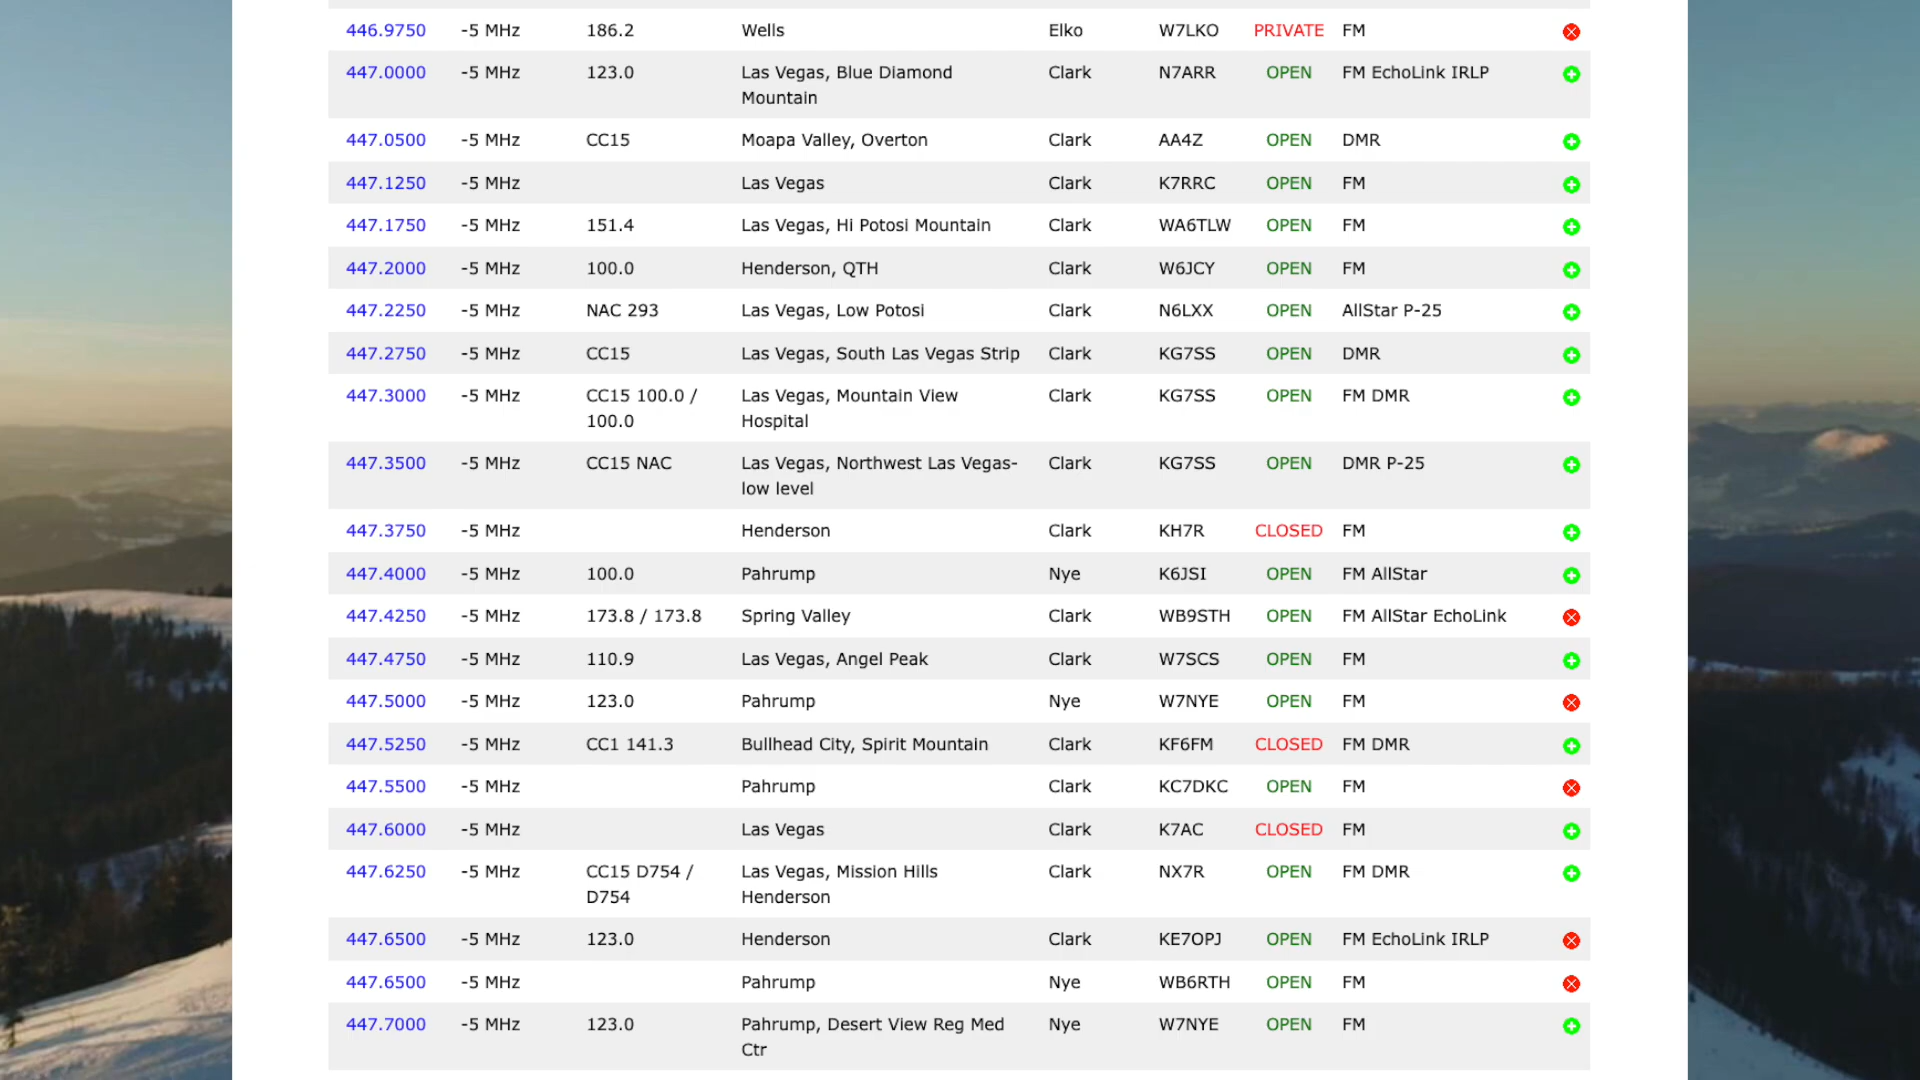 446.9750 -5 MHz 186.2 Wells Elko W7LKO PRIVATE FM
447.0000 -5 MHz 123.0 Las Vegas, Blue Diamond Clark N7ARR OPEN FM EchoLink IRLP
Mountain
447.0500 -5 MHz CC15 Moapa Valley, Overton Clark AA4Z OPEN DMR
447.1250 -5 MHz Las Vegas Clark K7RRC OPEN FM
447.1750 -5 MHz 151.4 Las Vegas, Hi Potosi Mountain Clark WA6TLW OPEN FM
447.2000 -5 MHz 100.0 Henderson, QTH Clark W6JCY OPEN FM
447.2250 -5 MHz NAC 293 Las Vegas, Low Potosi Clark N6LXX OPEN AllStar P-25
447.2750 -5 MHz CC15 Las Vegas, South Las Vegas Strip Clark KG7SS OPEN DMR
447.3000 -5 MHz CC15 100.0 / Las Vegas, Mountain View Clark KG7SS OPEN FM DMR
100.0 Hospital
447.3500 -5 MHz CC15 NAC Las Vegas, Northwest Las Vegas- Clark KG7SS OPEN DMR P-25
low level
447.3750 -5 MHz Henderson Clark KH7R CLOSED FM
447.4000 -5 MHz 100.0 Pahrump Nye K6JSI OPEN FM AllStar
447.4250 -5 MHz 173.8 / 173.8 Spring Valley Clark WB9STH OPEN FM AllStar EchoLink
447.4750 -5 MHz 110.9 Las Vegas, Angel Peak Clark W7SCS OPEN FM
447.5000 -5 MHz 123.0 Pahrump Nye W7NYE OPEN FM
447.5250 -5 MHz CC1 141.3 Bullhead City, Spirit Mountain Clark KF6FM CLOSED FM DMR
447.5500 -5 MHz Pahrump Clark KC7DKC OPEN FM
447.6000 -5 MHz Las Vegas Clark K7AC CLOSED FM
447.6250 -5 MHz CC15 D754 / Las Vegas, Mission Hills Clark NX7R OPEN FM DMR
D754 Henderson
447.6500 -5 MHz 123.0 Henderson Clark KE7OPJ OPEN FM EchoLink IRLP
447.6500 -5 MHz Pahrump Nye WB6RTH OPEN FM
447.7000 -5 MHz 123.0 Pahrump, Desert View Reg Med Nye W7NYE OPEN FM
Ctr